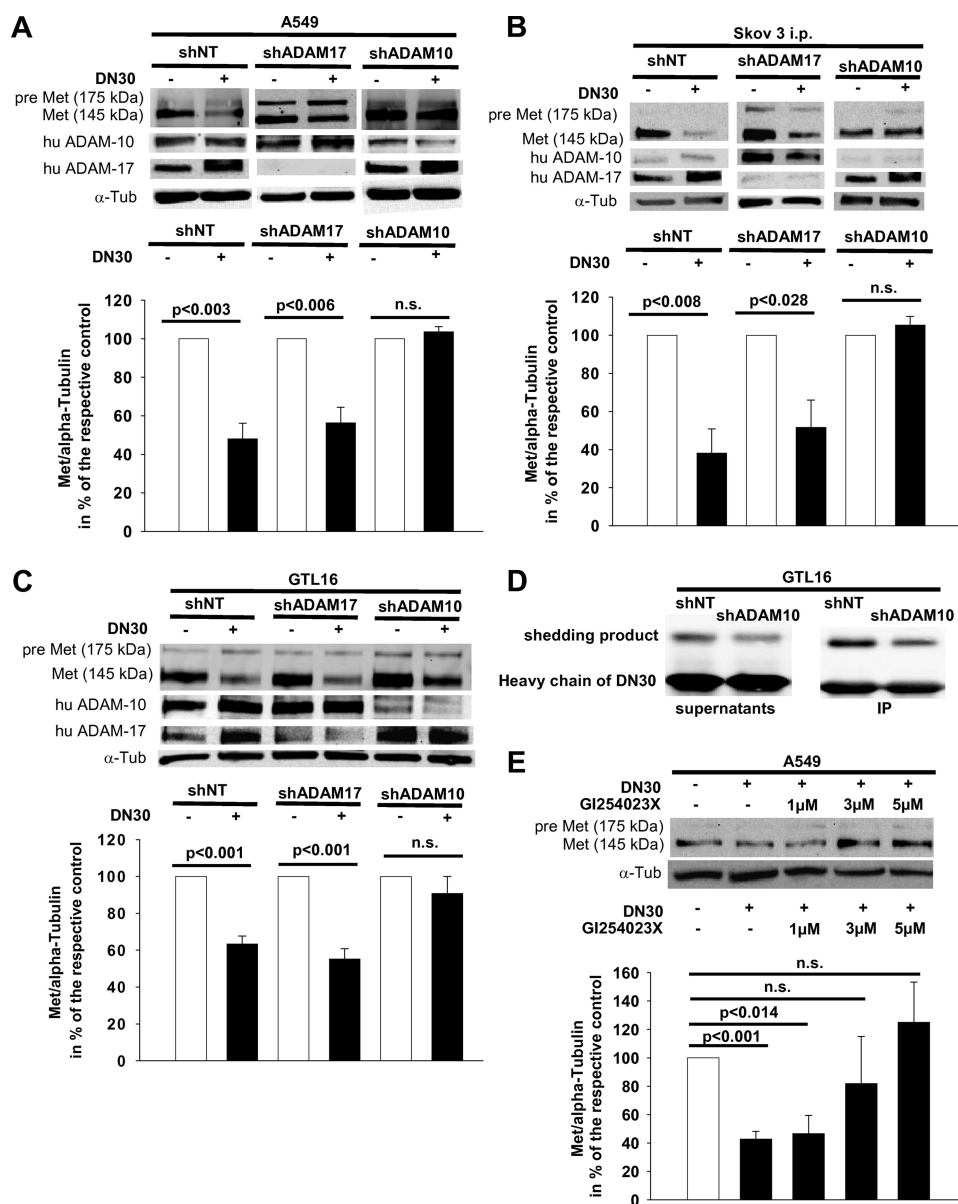 A
A549
shNT shADAM17 shADAM10
DN30 - + - + - +
pre Met (175 kDa)
Met (145 kDa)
hu ADAM-10
hu ADAM-17
α-Tub
shNT shADAM17 shADAM10
DN30 - + - + - +
p<0.003 p<0.006 n.s.
120
100
80
60
40
20
0
Met/alpha-Tubulin
in % of the respective control
B
Skov 3 i.p.
shNT shADAM17 shADAM10
DN30 - + - + - +
pre Met (175 kDa)
Met (145 kDa)
hu ADAM-10
hu ADAM-17
α-Tub
shNT shADAM17 shADAM10
DN30 - + - + - +
p<0.008 p<0.028 n.s.
120
100
80
60
40
20
0
Met/alpha-Tubulin
in % of the respective control
C
GTL16
shNT shADAM17 shADAM10
DN30 - + - + - +
pre Met (175 kDa)
Met (145 kDa)
hu ADAM-10
hu ADAM-17
α-Tub
shNT shADAM17 shADAM10
DN30 - + - + - +
p<0.001 p<0.001 n.s.
120
100
80
60
40
20
0
Met/alpha-Tubulin
in % of the respective control
D
GTL16
shNT shADAM10 shNT shADAM10
shedding product
Heavy chain of DN30
supernatants IP
E
A549
DN30 - + + + +
GI254023X - - 1µM 3µM 5µM
pre Met (175 kDa)
Met (145 kDa)
α-Tub
DN30 - + + + +
GI254023X - - 1µM 3µM 5µM
n.s.
n.s.
p<0.014
p<0.001
160
140
120
100
80
60
40
20
0
Met/alpha-Tubulin
in % of the respective control